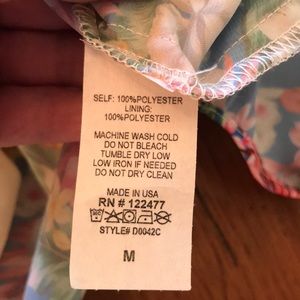 SELF: 100%POLYESTER
LINING:
100%POLYESTER
MACHINE WASH COLD
DO NOT BLEACH
TUMBLE DRY LOW
LOW IRON IF NEEDED
DO NOT DRY CLEAN
MADE IN USA
RN # 122477
STYLE# D0042C
M